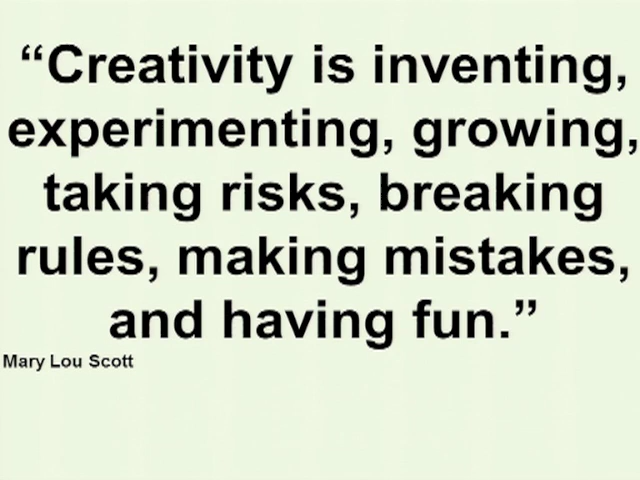 “Creativity is inventing,
experimenting, growing,
taking risks, breaking
rules, making mistakes,
and having fun.”
Mary Lou Scott